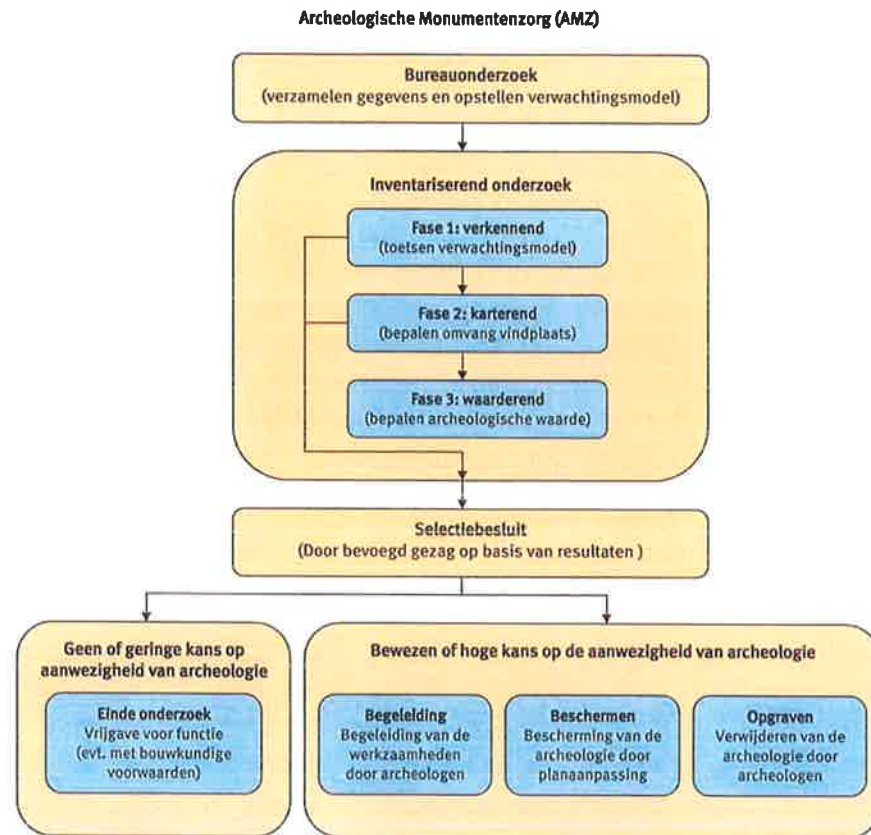 Archeologische Monumentenzorg (AMZ)
Bureauonderzoek
(verzamelen gegevens en opstellen verwachtingsmodel)
Inventariserend onderzoek
Fase 1: verkennend
(toetsen verwachtingsmodel)
Fase 2: karterend
(bepalen omvang vindplaats)
Fase 3: waarderend
(bepalen archeologische waarde)
Selectiebesluit
(Door bevoegd gezag op basis van resultaten )
Geen of geringe kans op
aanwezigheid van archeologie
Einde onderzoek
Vrijgave voor functie
(evt. met bouwkundige
voorwaarden)
Bewezen of hoge kans op de aanwezigheid van archeologie
Begeleiding
Begeleiding van de
werkzaamheden
door archeologen
Beschermen
Bescherming van de
archeologie door
planaanpassing
Opgraven
Verwijderen van de
archeologie door
archeologen